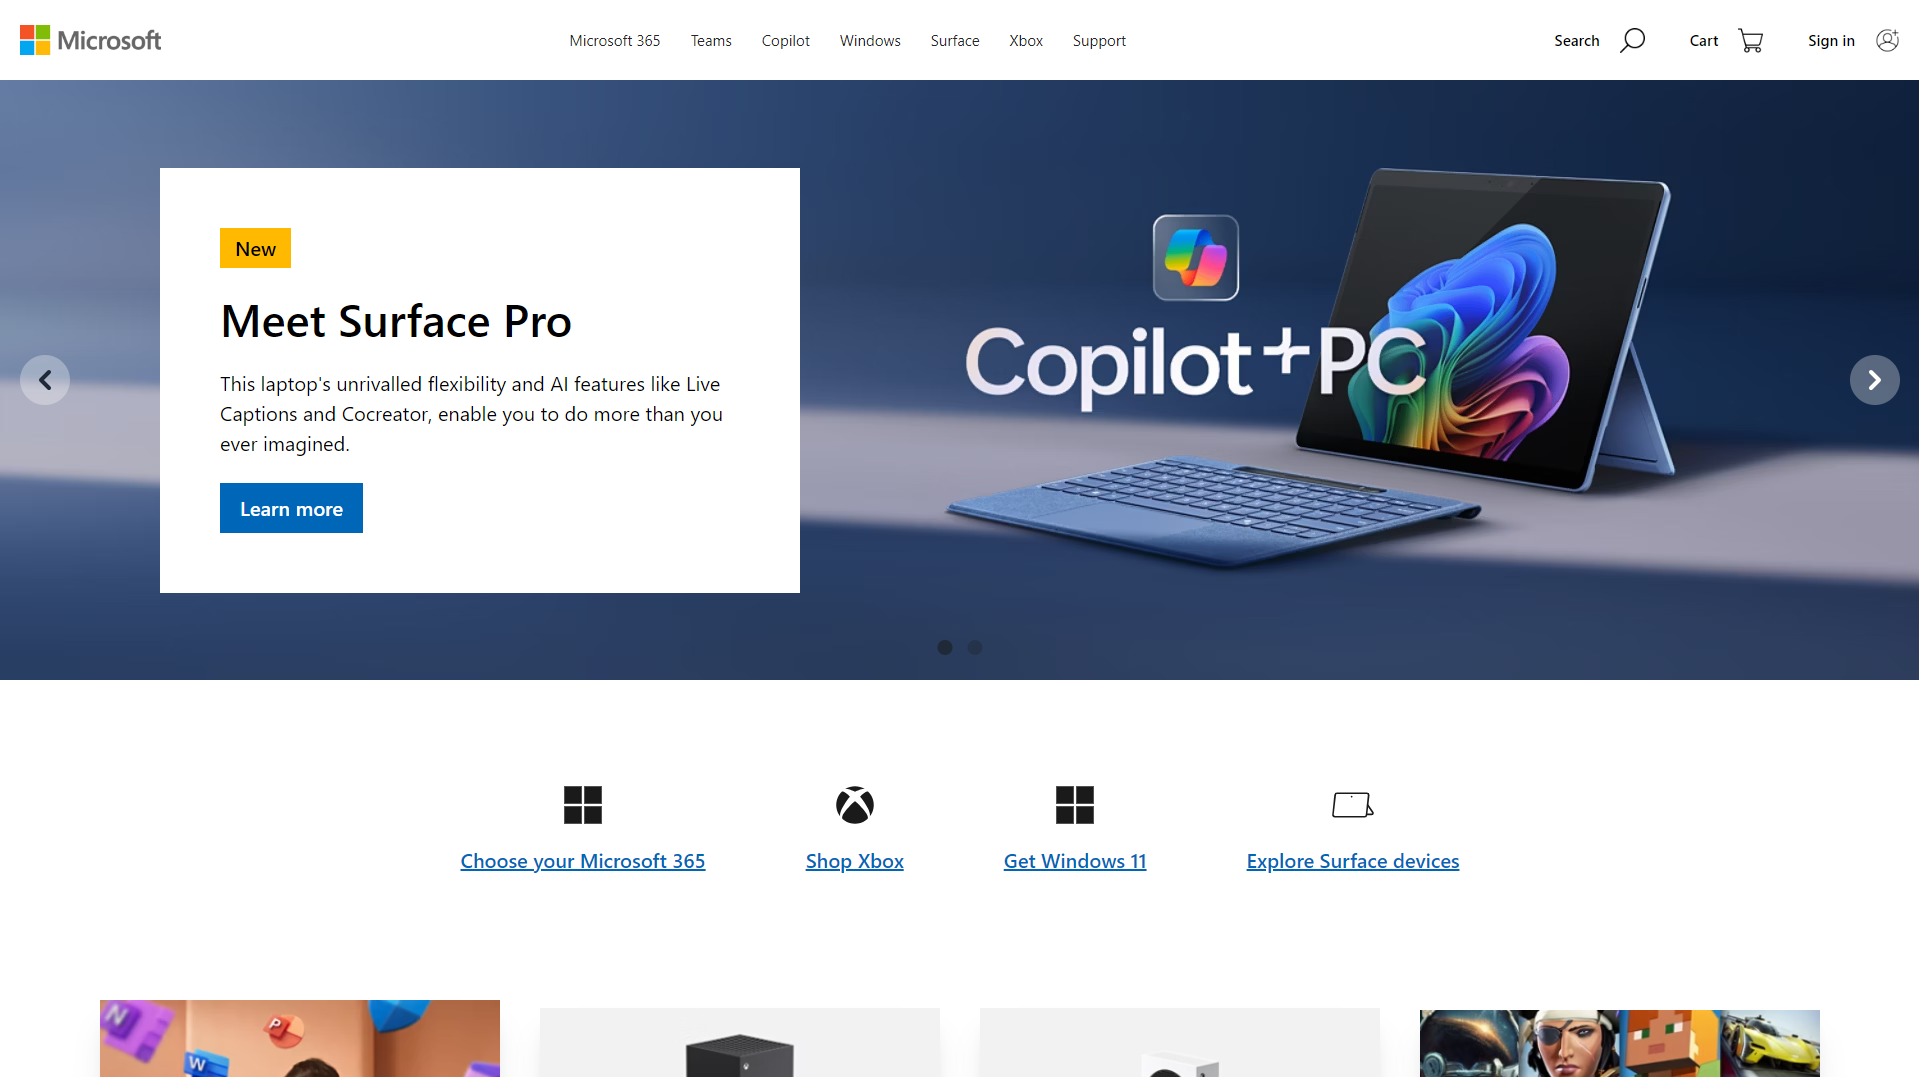 Microsoft
Microsoft 365
Teams
Copilot
Windows
Surface
Xbox
Support
Search
Cart
Sign in
New
Meet Surface Pro
This laptop's unrivalled flexibility and AI features like Live
Captions and Cocreator, enable you to do more than you
ever imagined.
Learn more
Copilot+PC
Choose your Microsoft 365
Shop Xbox
Get Windows 11
Explore Surface devices
N
P
W